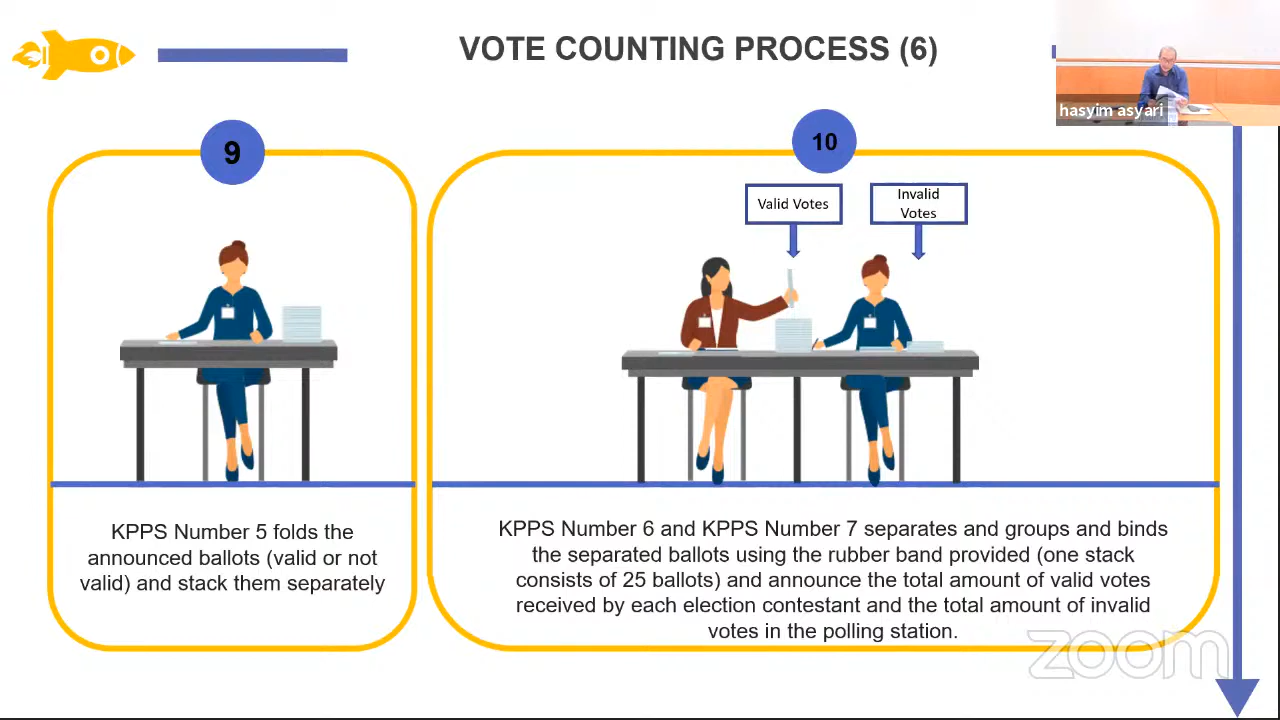 VOTE COUNTING PROCESS (6)
hasyim asyari
9
10
Valid Votes
Invalid
Votes
KPPS Number 5 folds the
announced ballots (valid or not
valid) and stack them separately
KPPS Number 6 and KPPS Number 7 separates and groups and binds
the separated ballots using the rubber band provided (one stack
consists of 25 ballots) and announce the total amount of valid votes
received by each election contestant and the total amount of invalid
votes in the polling station.
zoom